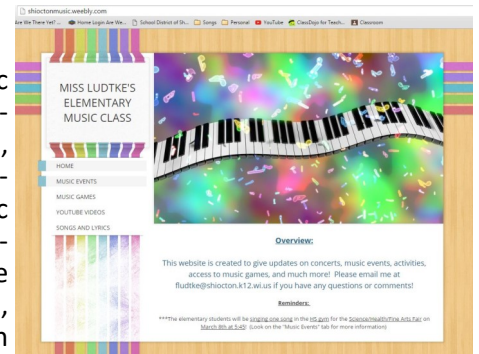 shioctonmusic.weebly.com
Are We There Yet? ... Home Login Are We... School District of Sh... Songs Personal YouTube ClassDojo for Teach... Classroom
MISS LUDTKE'S
ELEMENTARY
MUSIC CLASS
HOME
MUSIC EVENTS
MUSIC GAMES
YOUTUBE VIDEOS
SONGS AND LYRICS
Overview:
This website is created to give updates on concerts, music events, activities,
access to music games, and much more! Please email me at
fludtke@shiocton.k12.wi.us if you have any questions or comments!
Reminders:
***The elementary students will be singing one song in the HS gym for the Science/Health/Fine Arts Fair on
March 8th at 5:45! (Look on the "Music Events" tab for more information)
c
-
,
-
c
-
e
,
n